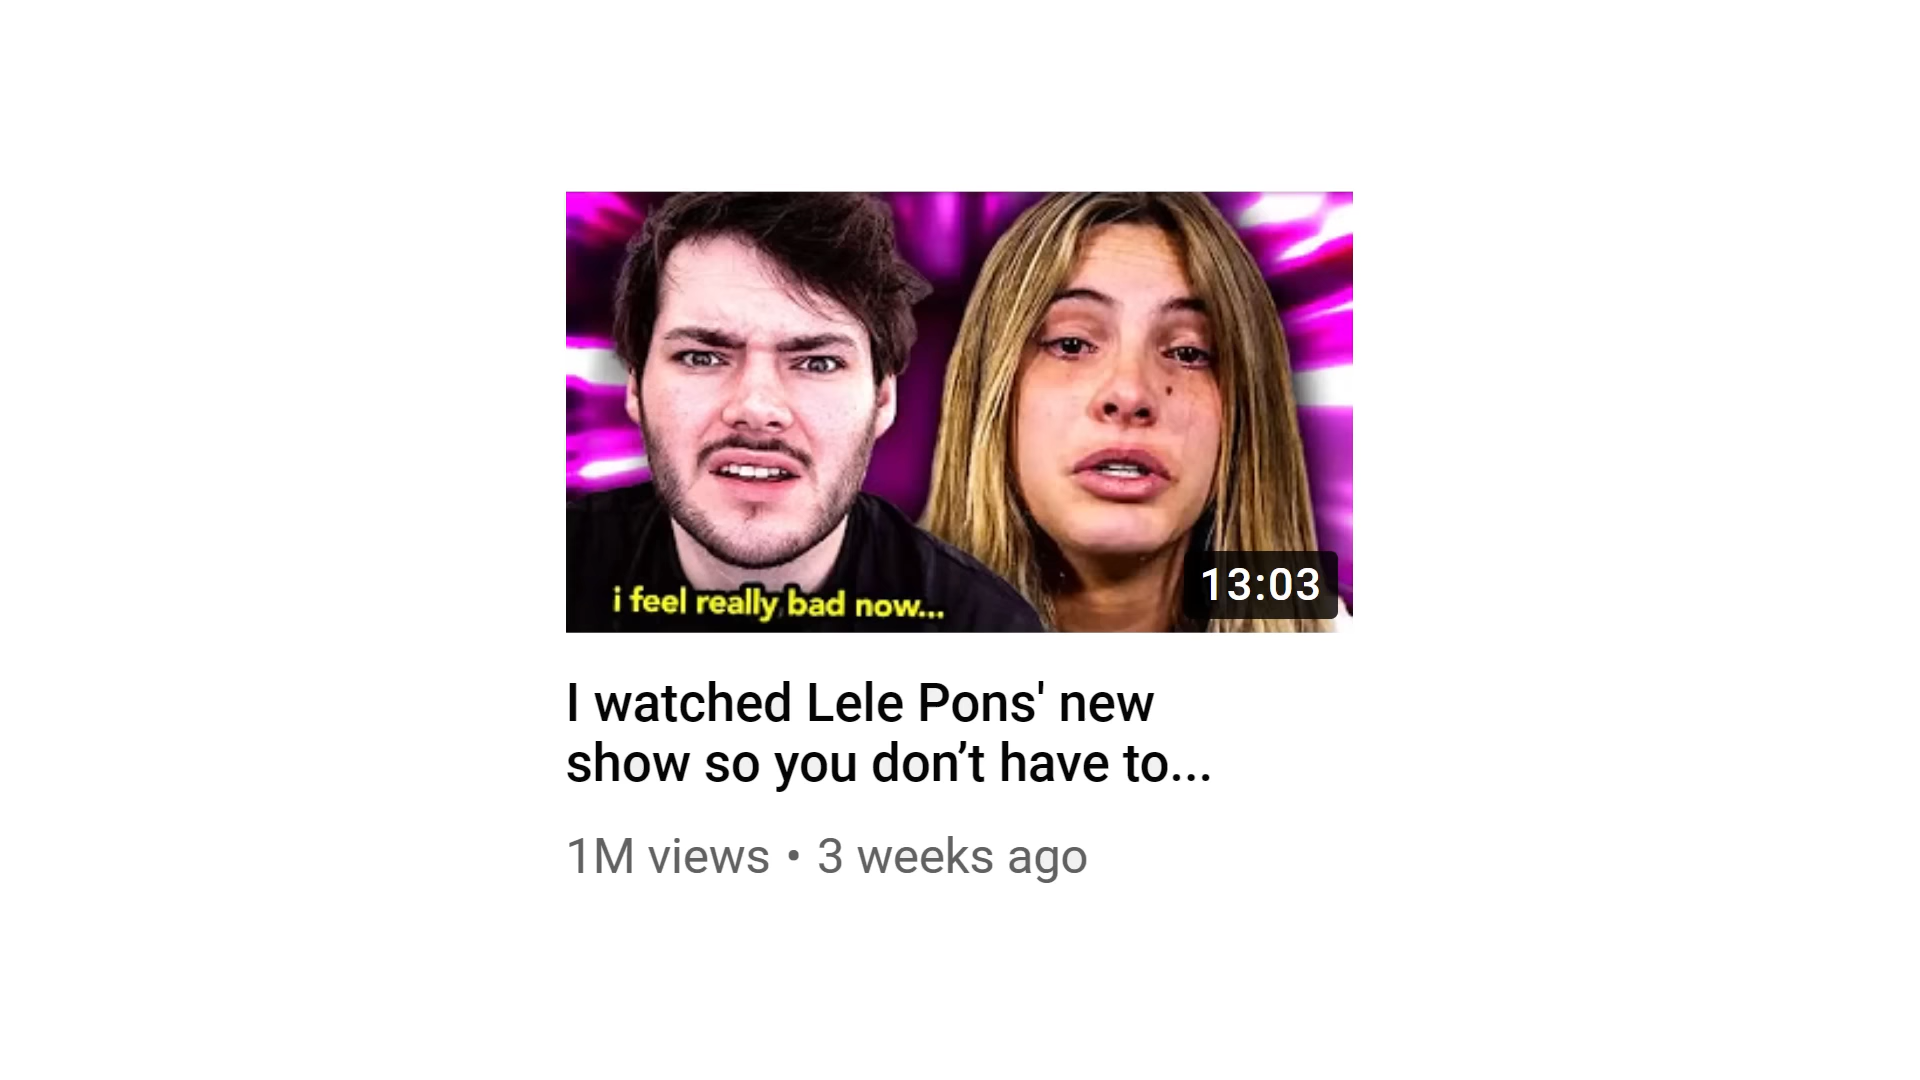 i feel really bad now...
13:03
I watched Lele Pons' new
show so you don’t have to...
1M views • 3 weeks ago